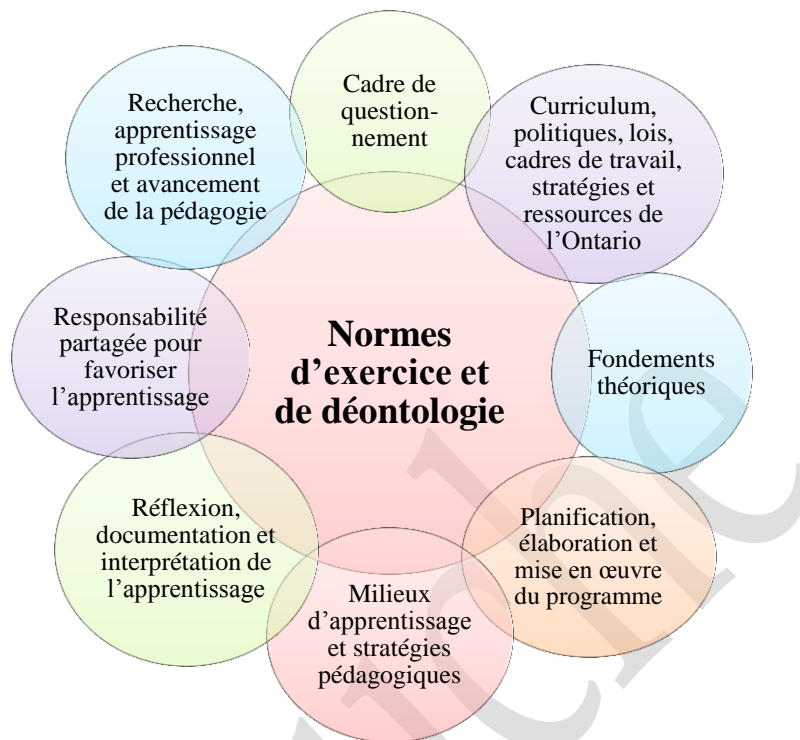 Cadre de
question-
nement
Curriculum,
politiques, lois,
cadres de travail,
stratégies et
ressources de
l'Ontario
Fondements
théoriques
Planification,
élaboration et
mise en œuvre
du programme
Milieux
d'apprentissage
et stratégies
pédagogiques
Réflexion,
documentation et
interprétation de
l'apprentissage
Responsabilité
partagée pour
favoriser
l'apprentissage
Recherche,
apprentissage
professionnel
et avancement
de la pédagogie
Normes
d'exercice et
de déontologie